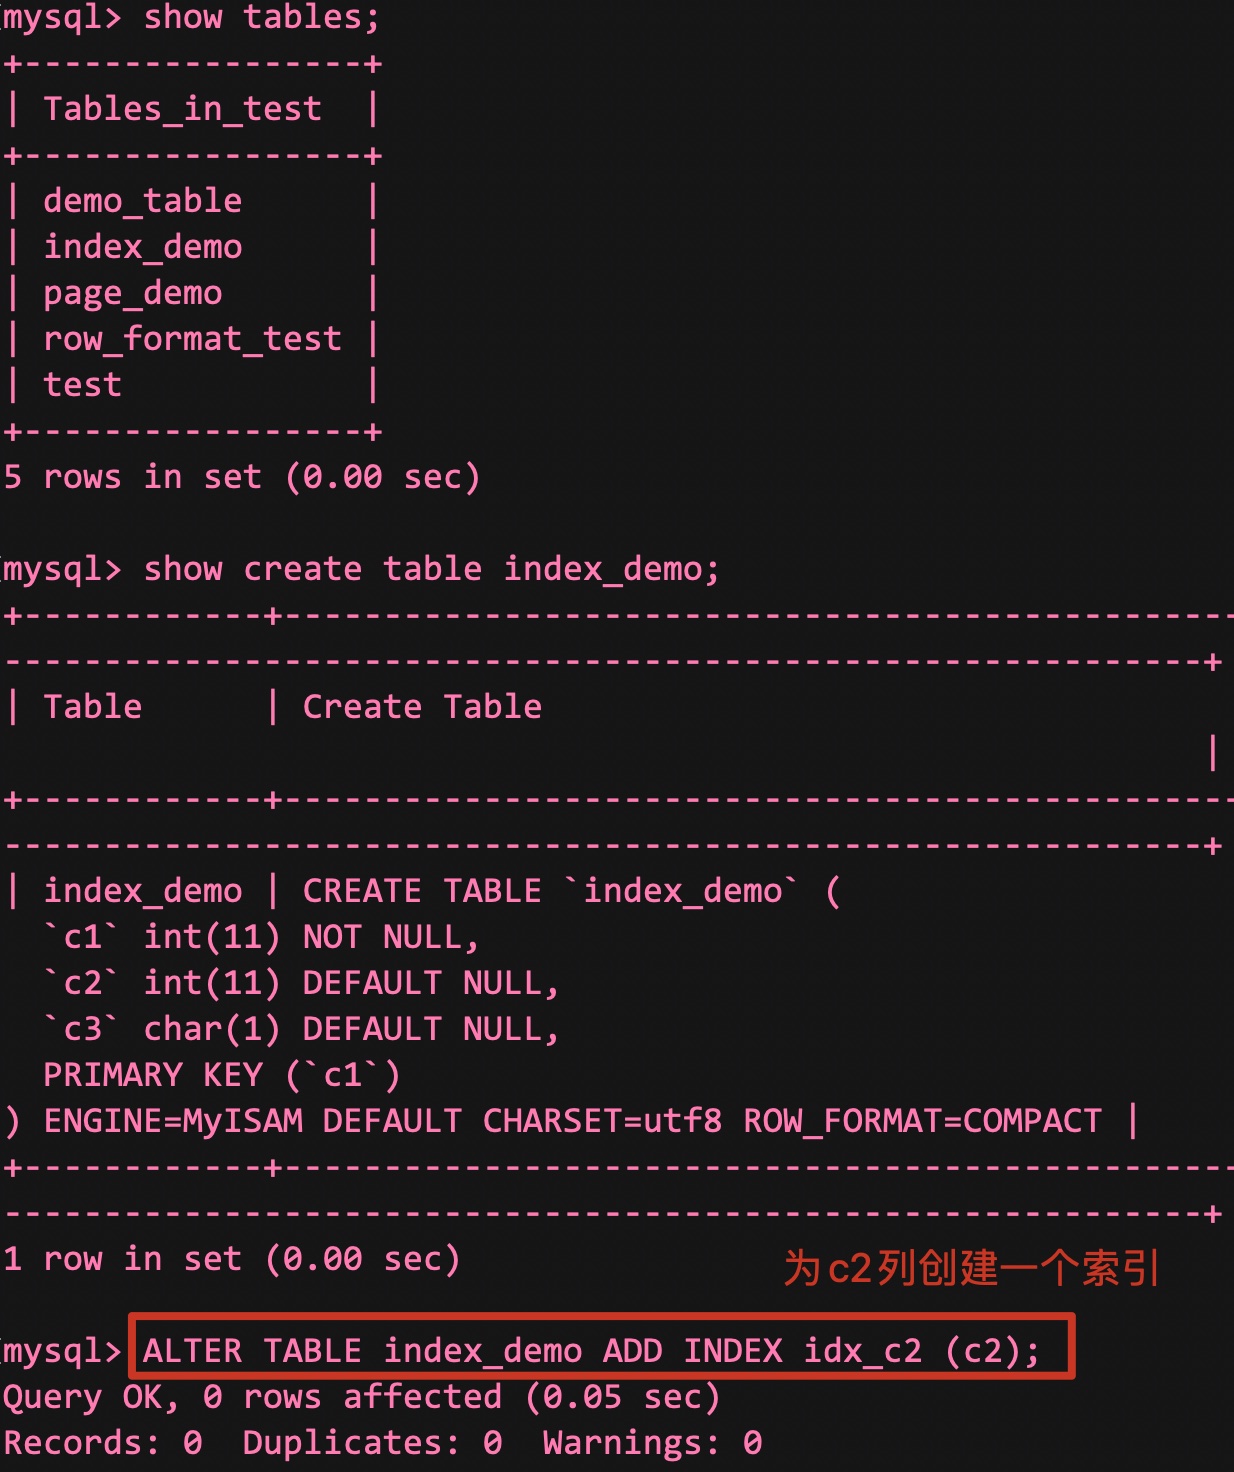 mysql> show tables;
+-----------------+
| Tables_in_test  |
+-----------------+
| demo_table      |
| index_demo      |
| page_demo       |
| row_format_test |
| test            |
+-----------------+
5 rows in set (0.00 sec)
mysql> show create table index_demo;
+------------+------------------------------------------------
------------------------------------------------------------+
| Table      | Create Table
|
+------------+------------------------------------------------
------------------------------------------------------------+
| index_demo | CREATE TABLE `index_demo` (
  `c1` int(11) NOT NULL,
  `c2` int(11) DEFAULT NULL,
  `c3` char(1) DEFAULT NULL,
  PRIMARY KEY (`c1`)
) ENGINE=MyISAM DEFAULT CHARSET=utf8 ROW_FORMAT=COMPACT |
+------------+------------------------------------------------
------------------------------------------------------------+
1 row in set (0.00 sec)
为c2列创建一个索引
mysql> ALTER TABLE index_demo ADD INDEX idx_c2 (c2);
Query OK, 0 rows affected (0.05 sec)
Records: 0  Duplicates: 0  Warnings: 0